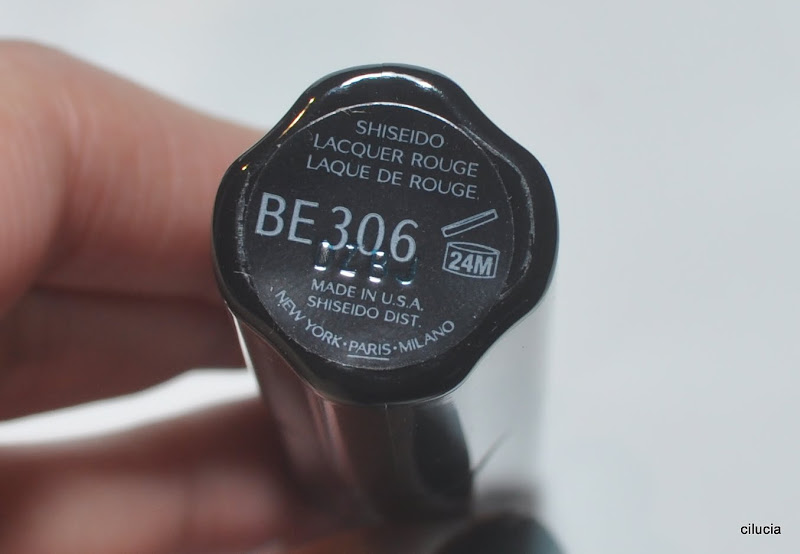 SHISEIDO
LACQUER ROUGE
LAQUE DE ROUGE
BE 306
24M
MADE IN U.S.A.
SHISEIDO DIST.
NEW YORK · PARIS · MILANO
cilucia